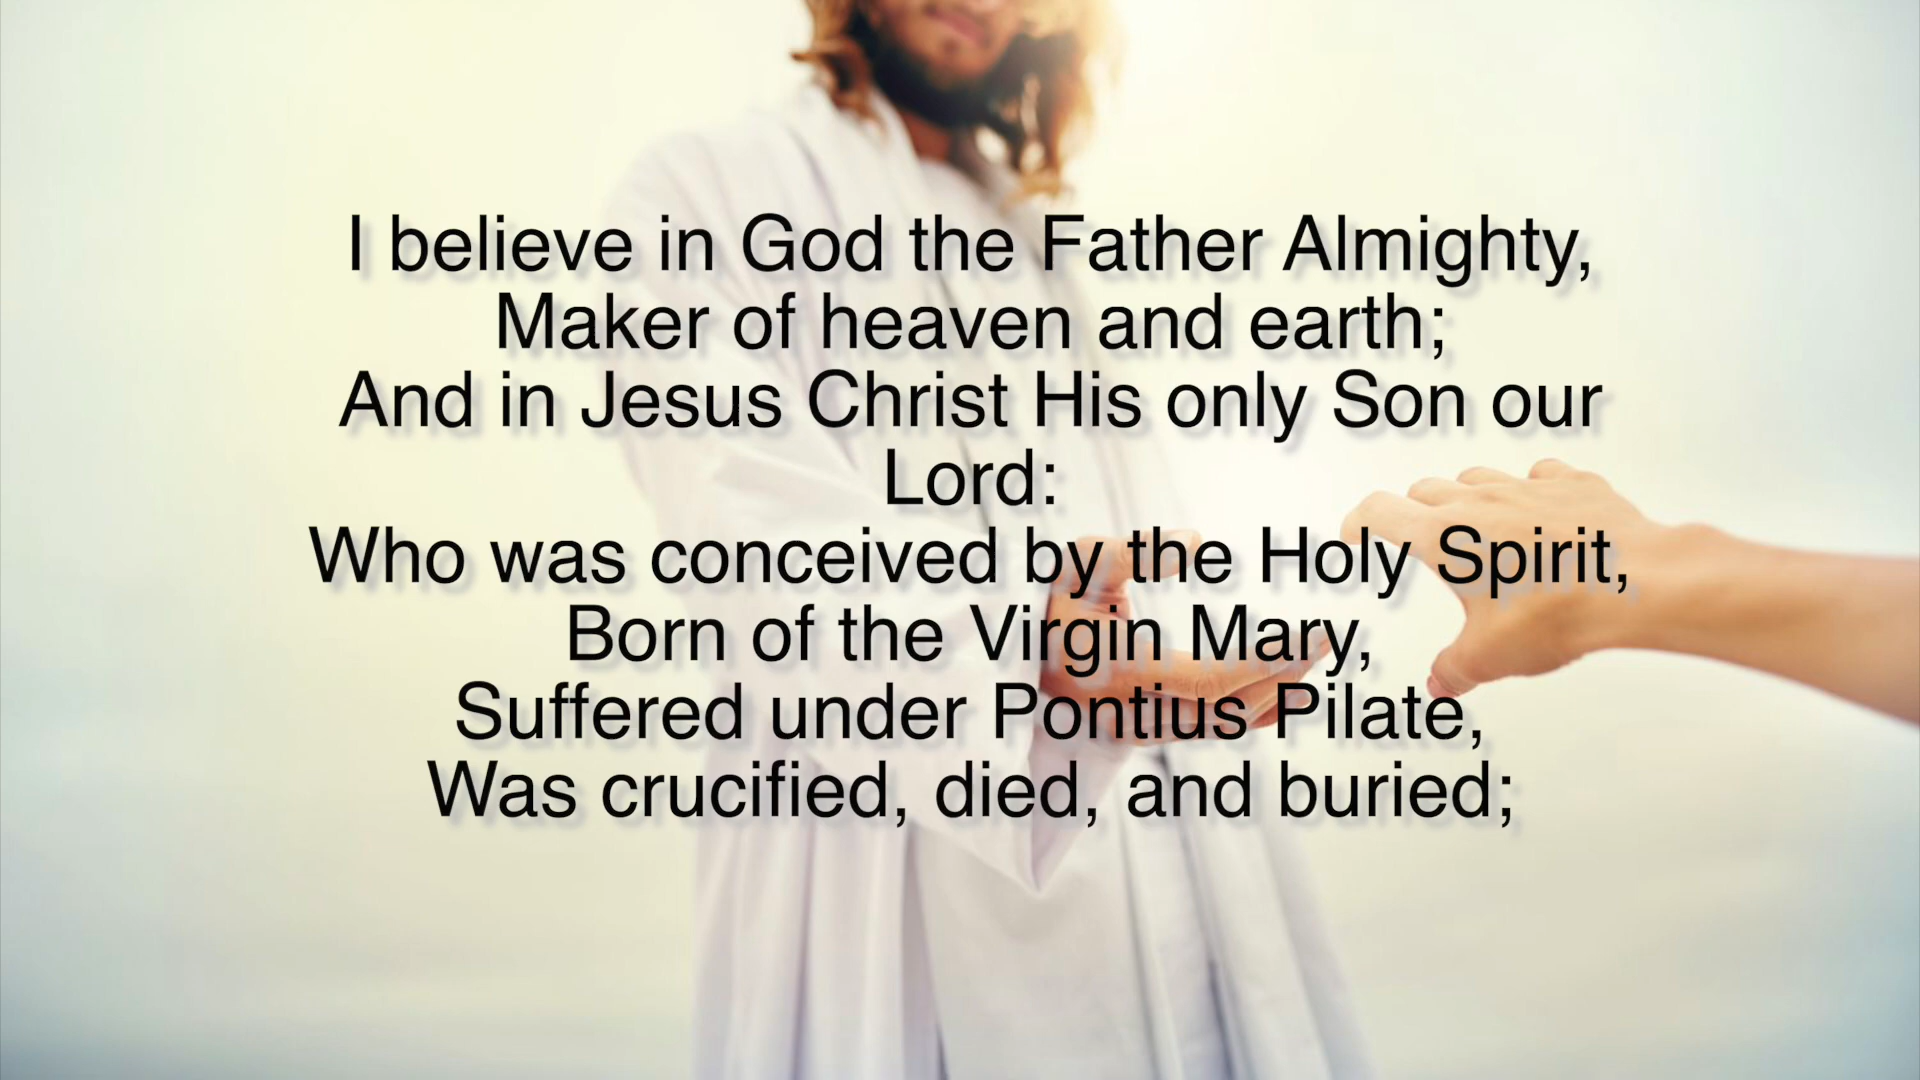 I believe in God the Father Almighty,
Maker of heaven and earth;
And in Jesus Christ His only Son our
Lord:
Who was conceived by the Holy Spirit,
Born of the Virgin Mary,
Suffered under Pontius Pilate,
Was crucified, died, and buried;